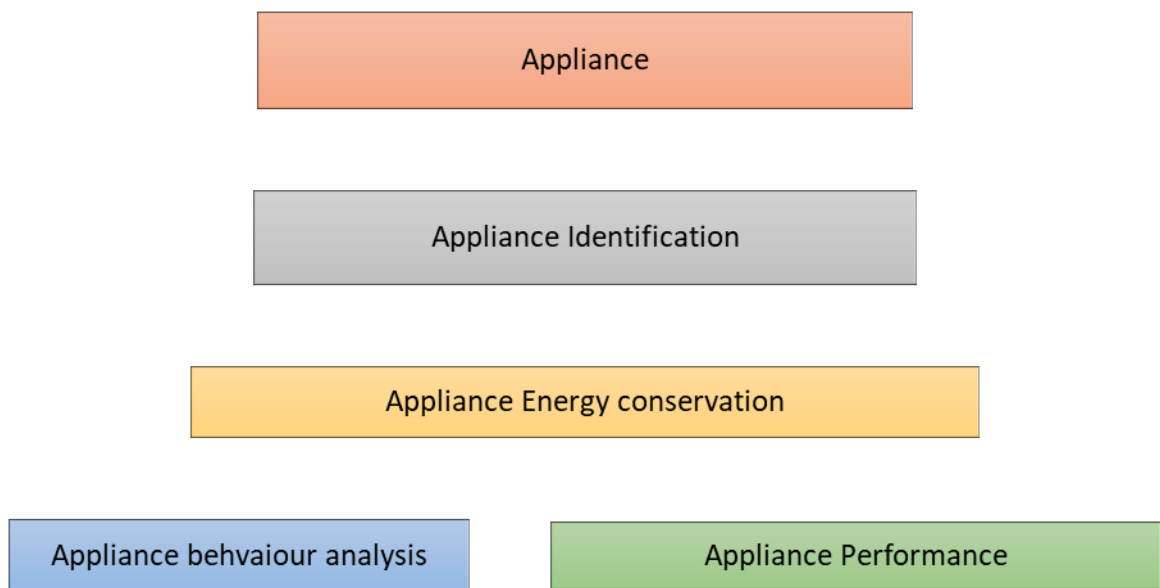 Appliance
Appliance Identification
Appliance Energy conservation
Appliance behvaiour analysis
Appliance Performance